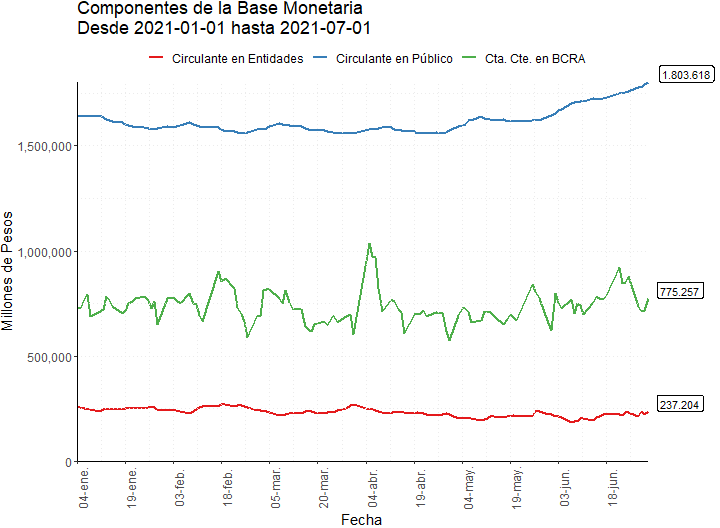 Componentes de la Base Monetaria
Desde 2021-01-01 hasta 2021-07-01
Circulante en Entidades Circulante en Público Cta. Cte. en BCRA
1.803.618
1,500,000
1,000,000
775.257
500,000
237.204
0
Millones de Pesos
04-ene. 19-ene. 03-feb. 18-feb. 05-mar. 20-mar. 04-abr. 19-abr. 04-may. 19-may. 03-jun. 18-jun.
Fecha